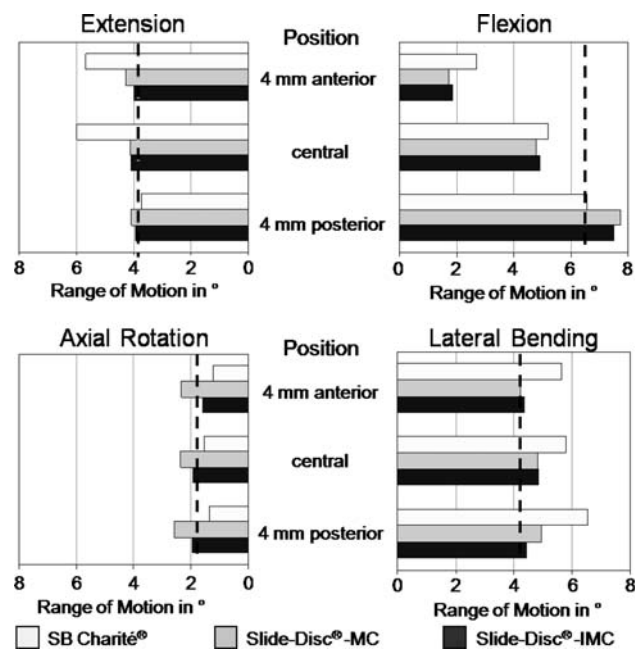 Extension Position Flexion
4 mm anterior
central
4 mm posterior
8 6 4 2 0 0 2 4 6 8
Range of Motion in ° Range of Motion in °
Axial Rotation Position Lateral Bending
4 mm anterior
central
4 mm posterior
8 6 4 2 0 0 2 4 6 8
Range of Motion in ° Range of Motion in °
SB Charité® Slide-Disc®-MC Slide-Disc®-IMC